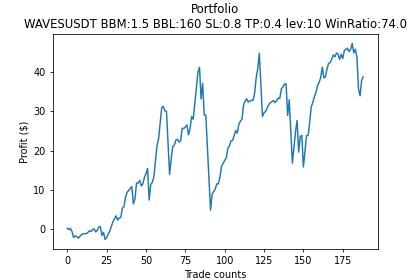 Portfolio
WAVESUSDT BBM:1.5 BBL:160 SL:0.8 TP:0.4 lev:10 WinRatio:74.0
Profit ($)
40
30
20
10
0
0 25 50 75 100 125 150 175
Trade counts